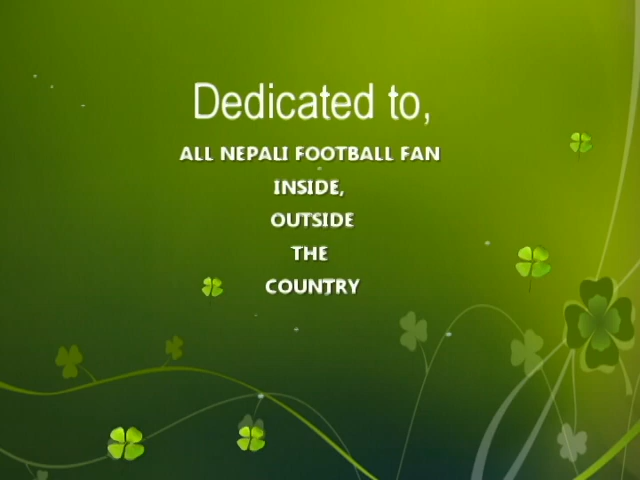 Dedicated to,
ALL NEPALI FOOTBALL FAN
INSIDE,
OUTSIDE
THE
COUNTRY